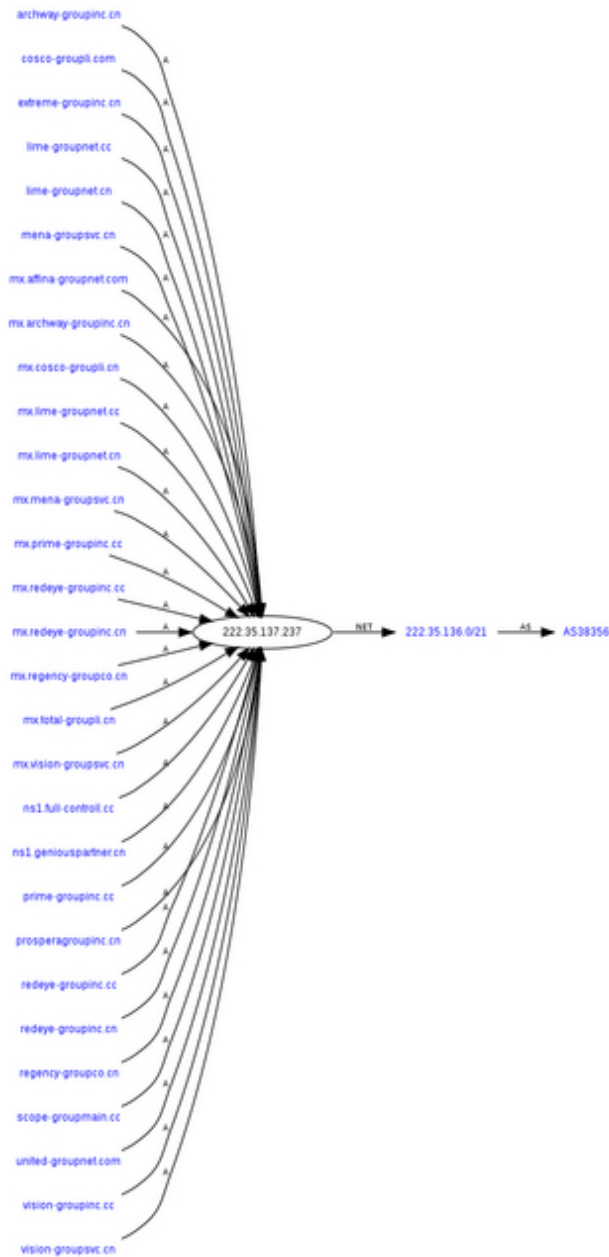 archway-groupinc.cn
cosco-groupli.com
extreme-groupinc.cn
lime-groupnet.cc
lime-groupnet.cn
mena-groupsvc.cn
mx.affina-groupnet.com
mx.archway-groupinc.cn
mx.cosco-groupli.cn
mx.lime-groupnet.cc
mx.lime-groupnet.cn
mx.mena-groupsvc.cn
mx.prime-groupinc.cc
mx.redeye-groupinc.cc
mx.redeye-groupinc.cn
A
222.35.137.237
NET
222.35.136.0/21
AS
AS38356
mx.regency-groupco.cn
mx.total-groupli.cn
mx.vision-groupsvc.cn
ns1.full-controll.cc
ns1.geniouspartner.cn
prime-groupinc.cc
prosperagroupinc.cn
redeye-groupinc.cc
redeye-groupinc.cn
regency-groupco.cn
scope-groupmain.cc
united-groupnet.com
vision-groupinc.cc
vision-groupsvc.cn